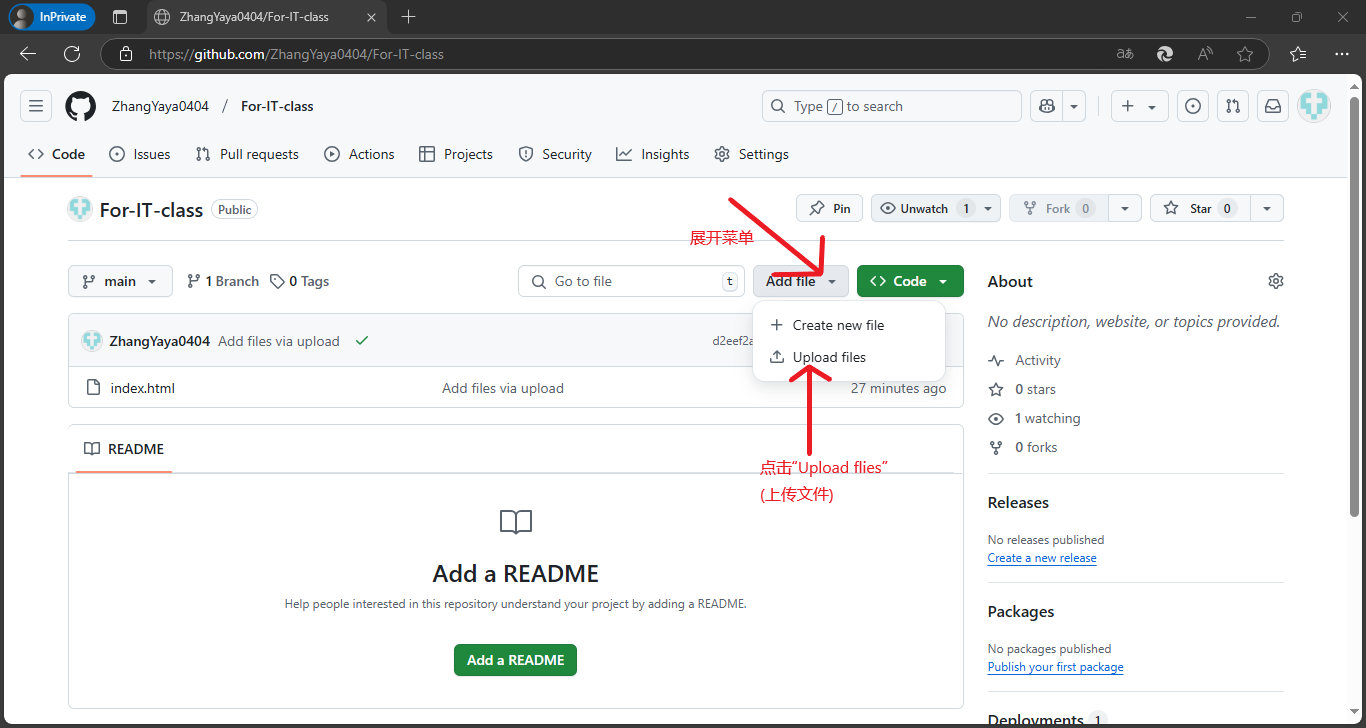 InPrivate
ZhangYaya0404/For-IT-class
https://github.com/ZhangYaya0404/For-IT-class
ZhangYaya0404 / For-IT-class
Type / to search
Code Issues Pull requests Actions Projects Security Insights Settings
For-IT-class Public
Pin Unwatch 1 Fork 0 Star 0
展开菜单
main 1 Branch 0 Tags
Go to file t
Add file
Code
Create new file
Upload files
ZhangYaya0404 Add files via upload
index.html Add files via upload 27 minutes ago
点击“Upload flies”
(上传文件)
README
Add a README
Help people interested in this repository understand your project by adding a README.
Add a README
About
No description, website, or topics provided.
Activity
0 stars
1 watching
0 forks
Releases
No releases published
Create a new release
Packages
No packages published
Publish your first package
Deployments 1